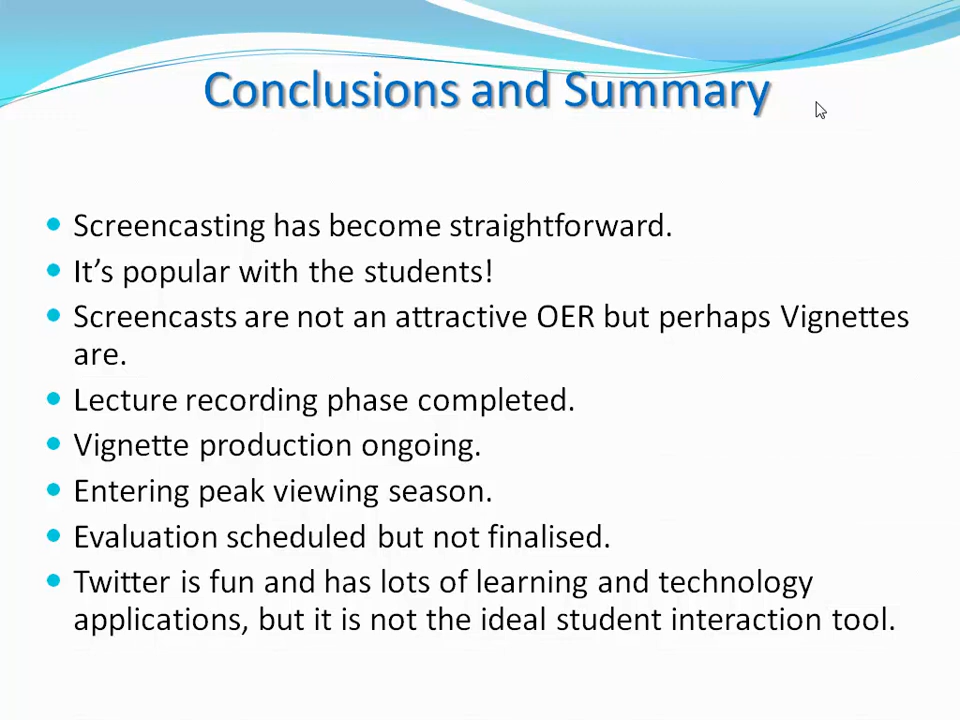 Conclusions and Summary
Screencasting has become straightforward.
It’s popular with the students!
Screencasts are not an attractive OER but perhaps Vignettes
are.
Lecture recording phase completed.
Vignette production ongoing.
Entering peak viewing season.
Evaluation scheduled but not finalised.
Twitter is fun and has lots of learning and technology
applications, but it is not the ideal student interaction tool.